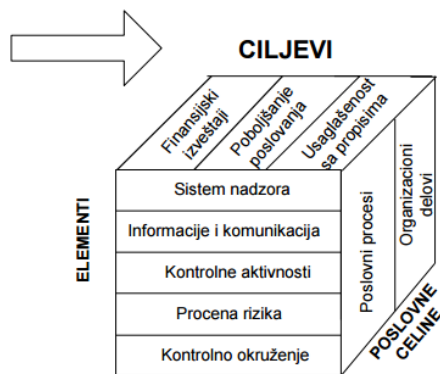 CILJEVI
Finansijski
izveštaji
Poboljšanje
poslovanja
Usaglašenost
sa propisima
ELEMENTI
Sistem nadzora
Informacije i komunikacija
Kontrolne aktivnosti
Procena rizika
Kontrolno okruženje
Poslovni procesi
Organizacioni
delovi
POSLOVNE
CELINE